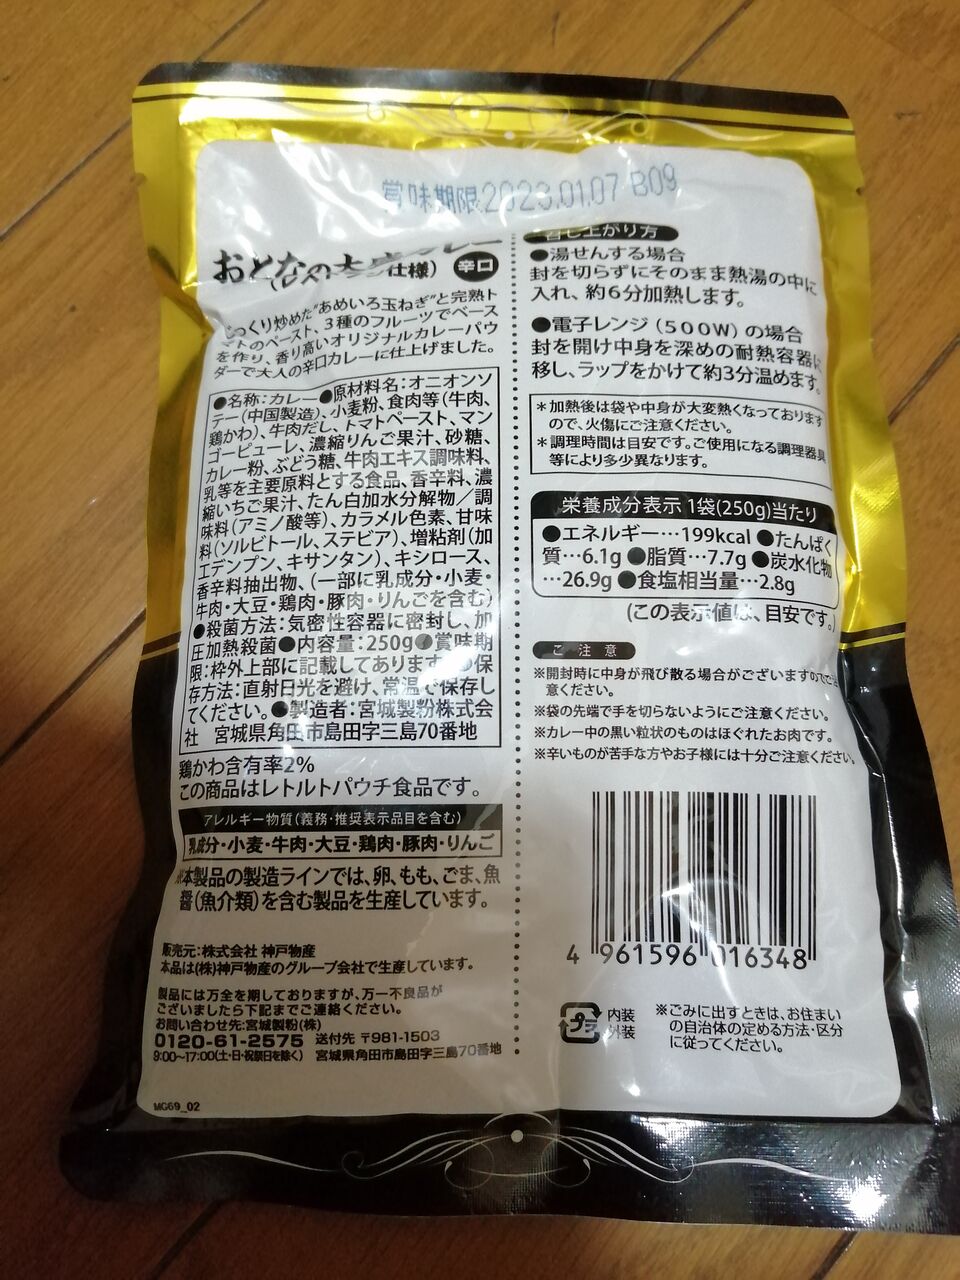 賞味期限2023.01.07 B09
おとなの大盛カレー
(ビストロ仕様) 辛口
じっくり炒めた"あめいろ玉ねぎ"と完熟ト
マトのペースト、3種のフルーツでベース
を作り、香り高いオリジナルカレーパウ
ダーで大人の辛口カレーに仕上げました。
●名称:カレー●原材料名:オニオンソ
テー(中国製造)、小麦粉、食肉等(牛肉、
鶏かわ)、牛肉だし、トマトペースト、マン
ゴーピューレ、濃縮りんご果汁、砂糖、
カレー粉、ぶどう糖、牛肉エキス調味料、
乳等を主要原料とする食品、香辛料、濃
縮いちご果汁、たん白加水分解物/調
味料(アミノ酸等)、カラメル色素、甘味
料(ソルビトール、ステビア)、増粘剤(加
工デンプン、キサンタン)、キシロース、
香辛料抽出物、(一部に乳成分・小麦・
牛肉・大豆・鶏肉・豚肉・りんごを含む)
●殺菌方法:気密性容器に密封し、加
圧加熱殺菌●内容量:250g●賞味期
限:枠外上部に記載してあります。●保
存方法:直射日光を避け、常温で保存し
てください。●製造者:宮城製粉株式会
社 宮城県角田市島田字三島70番地
鶏かわ含有率2%
この商品はレトルトパウチ食品です。
アレルギー物質(義務・推奨表示品目を含む)
乳成分・小麦・牛肉・大豆・鶏肉・豚肉・りんご
※本製品の製造ラインでは、卵、もも、ごま、魚
醤(魚介類)を含む製品を生産しています。
販売元:株式会社 神戸物産
本品は(株)神戸物産のグループ会社で生産しています。
製品には万全を期しておりますが、万一不良品が
ございましたら下記までご連絡ください。
お問い合わせ先:宮城製粉(株)
0120-61-2575 送付先 〒981-1503
9:00~17:00(土・日・祝祭日を除く) 宮城県角田市島田字三島70番地
MG69_02
召し上がり方
●湯せんする場合
封を切らずにそのまま熱湯の中に
入れ、約6分加熱します。
●電子レンジ(500W)の場合
封を開け中身を深めの耐熱容器に
移し、ラップをかけて約3分温めます。
*加熱後は袋や中身が大変熱くなっております
ので、火傷にご注意ください。
*調理時間は目安です。ご使用になる調理器具
等により多少異なります。
栄養成分表示 1袋(250g)当たり
●エネルギー…199kcal●たんぱく
質…6.1g●脂質…7.7g●炭水化物
…26.9g●食塩相当量…2.8g
(この表示値は、目安です。)
ご注意
※開封時に中身が飛び散る場合がございますのでご注
意ください。
※袋の先端で手を切らないようにご注意ください。
※カレー中の黒い粒状のものはほぐれたお肉です。
※辛いものが苦手な方やお子様には十分ご注意ください。
4 961596 016348
プラ
内装
外装
※ごみに出すときは、お住まい
の自治体の定める方法・区分
に従ってください。